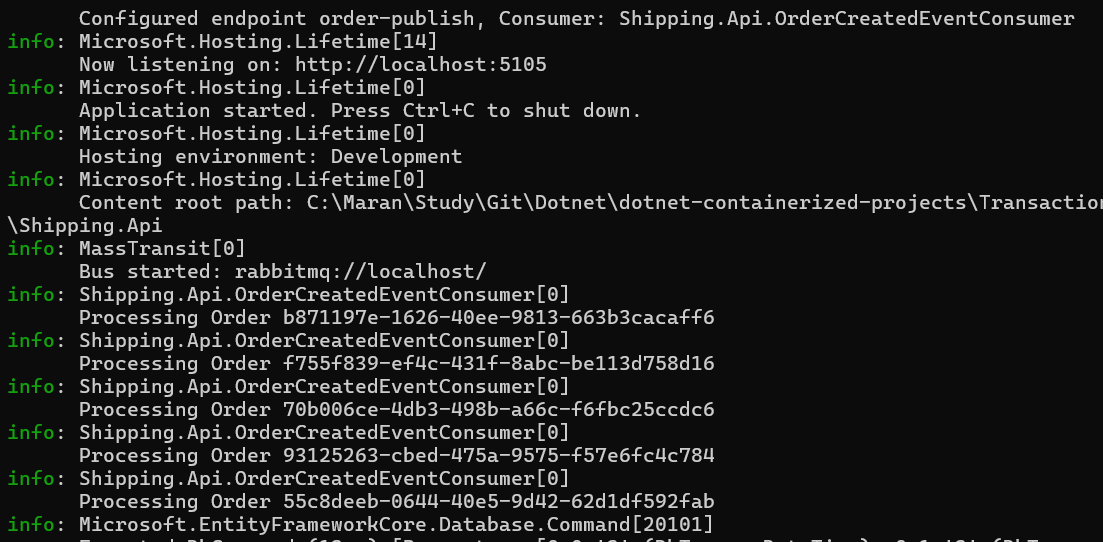 Configured endpoint order-publish, Consumer: Shipping.Api.OrderCreatedEventConsumer
info: Microsoft.Hosting.Lifetime[14]
Now listening on: http://localhost:5105
info: Microsoft.Hosting.Lifetime[0]
Application started. Press Ctrl+C to shut down.
info: Microsoft.Hosting.Lifetime[0]
Hosting environment: Development
info: Microsoft.Hosting.Lifetime[0]
Content root path: C:\Maran\Study\Git\Dotnet\dotnet-containerized-projects\Transaction
\Shipping.Api
info: MassTransit[0]
Bus started: rabbitmq://localhost/
info: Shipping.Api.OrderCreatedEventConsumer[0]
Processing Order b871197e-1626-40ee-9813-663b3cacaff6
info: Shipping.Api.OrderCreatedEventConsumer[0]
Processing Order f755f839-ef4c-431f-8abc-be113d758d16
info: Shipping.Api.OrderCreatedEventConsumer[0]
Processing Order 70b006ce-4db3-498b-a66c-f6fbc25ccdc6
info: Shipping.Api.OrderCreatedEventConsumer[0]
Processing Order 93125263-cbed-475a-9575-f57e6fc4c784
info: Shipping.Api.OrderCreatedEventConsumer[0]
Processing Order 55c8deeb-0644-40e5-9d42-62d1df592fab
info: Microsoft.EntityFrameworkCore.Database.Command[20101]